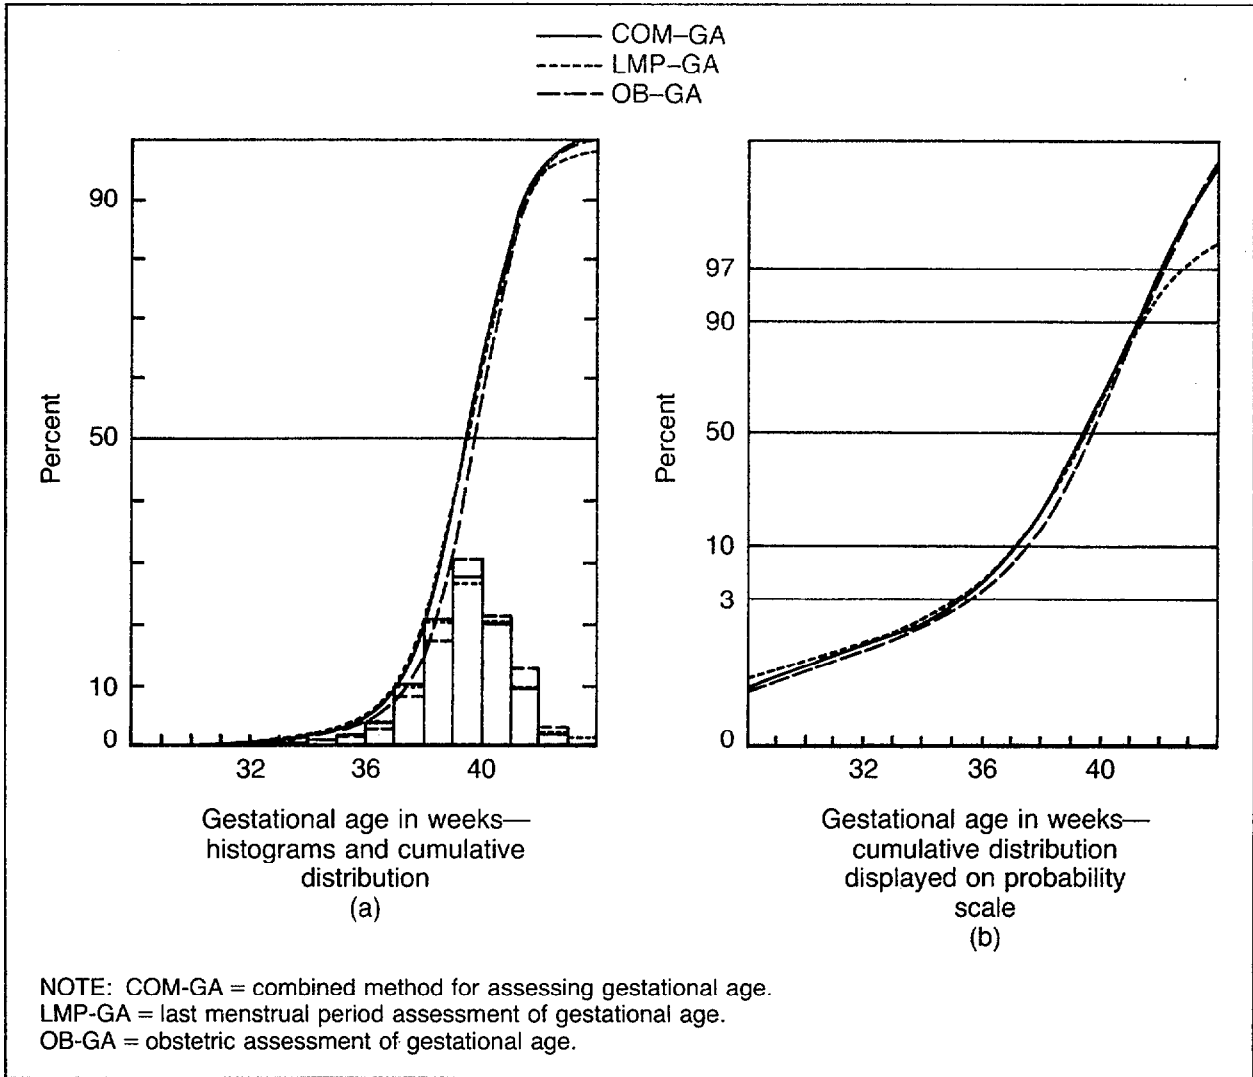 COM–GA
LMP–GA
OB–GA
90
50
10
0
Percent
32 36 40
Gestational age in weeks—
histograms and cumulative
distribution
(a)
97
90
50
10
3
0
Percent
32 36 40
Gestational age in weeks—
cumulative distribution
displayed on probability
scale
(b)
NOTE: COM-GA = combined method for assessing gestational age.
LMP-GA = last menstrual period assessment of gestational age.
OB-GA = obstetric assessment of gestational age.